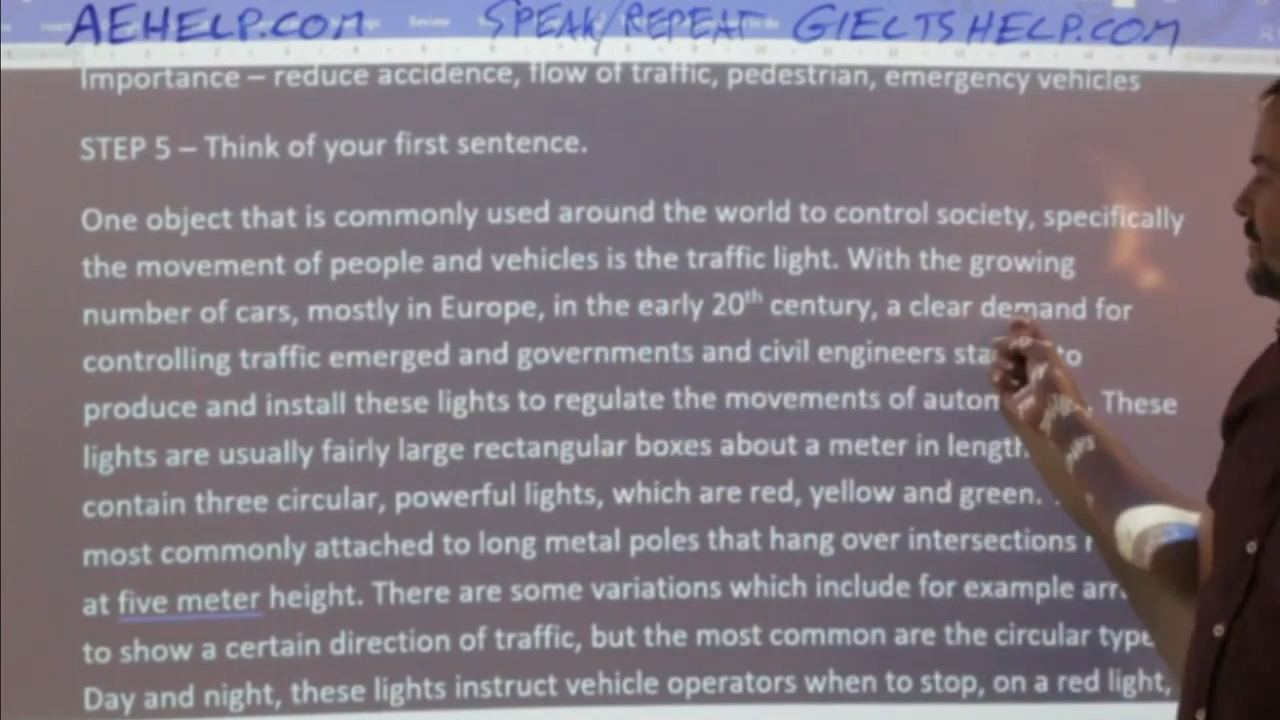 AEHELP.COM SPEAK/REPEAT GIELTSHELP.COM
Importance – reduce accidence, flow of traffic, pedestrian, emergency vehicles
STEP 5 – Think of your first sentence.
One object that is commonly used around the world to control society, specifically
the movement of people and vehicles is the traffic light. With the growing
number of cars, mostly in Europe, in the early 20th century, a clear demand for
controlling traffic emerged and governments and civil engineers to
produce and install these lights to regulate the movements of These
lights are usually fairly large rectangular boxes about a meter in length
contain three circular, powerful lights, which are red, yellow and green.
most commonly attached to long metal poles that hang over intersections
at five meter height. There are some variations which include for example
to show a certain direction of traffic, but the most common are the circular type
Day and night, these lights instruct vehicle operators when to stop, on a red light,